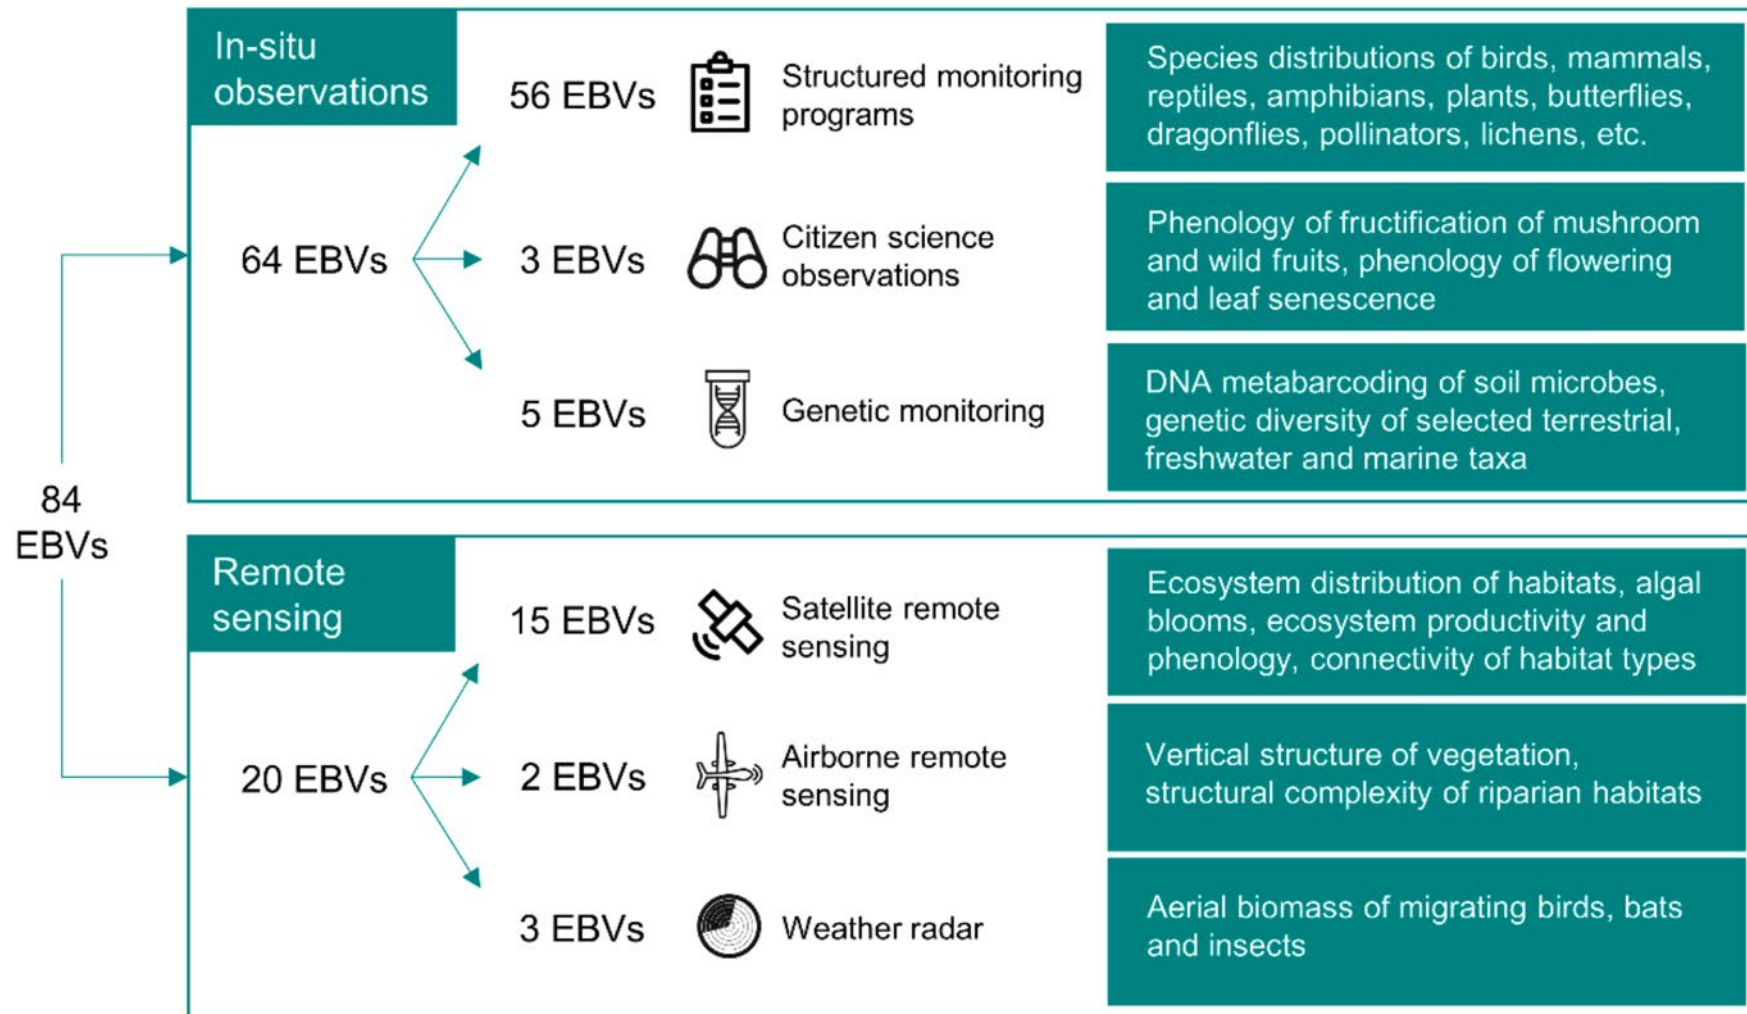 84
EBVs
In-situ
observations
64 EBVs
56 EBVs
Structured monitoring
programs
Species distributions of birds, mammals,
reptiles, amphibians, plants, butterflies,
dragonflies, pollinators, lichens, etc.
3 EBVs
Citizen science
observations
Phenology of fructification of mushroom
and wild fruits, phenology of flowering
and leaf senescence
5 EBVs
Genetic monitoring
DNA metabarcoding of soil microbes,
genetic diversity of selected terrestrial,
freshwater and marine taxa
Remote
sensing
20 EBVs
15 EBVs
Satellite remote
sensing
Ecosystem distribution of habitats, algal
blooms, ecosystem productivity and
phenology, connectivity of habitat types
2 EBVs
Airborne remote
sensing
Vertical structure of vegetation,
structural complexity of riparian habitats
3 EBVs
Weather radar
Aerial biomass of migrating birds, bats
and insects